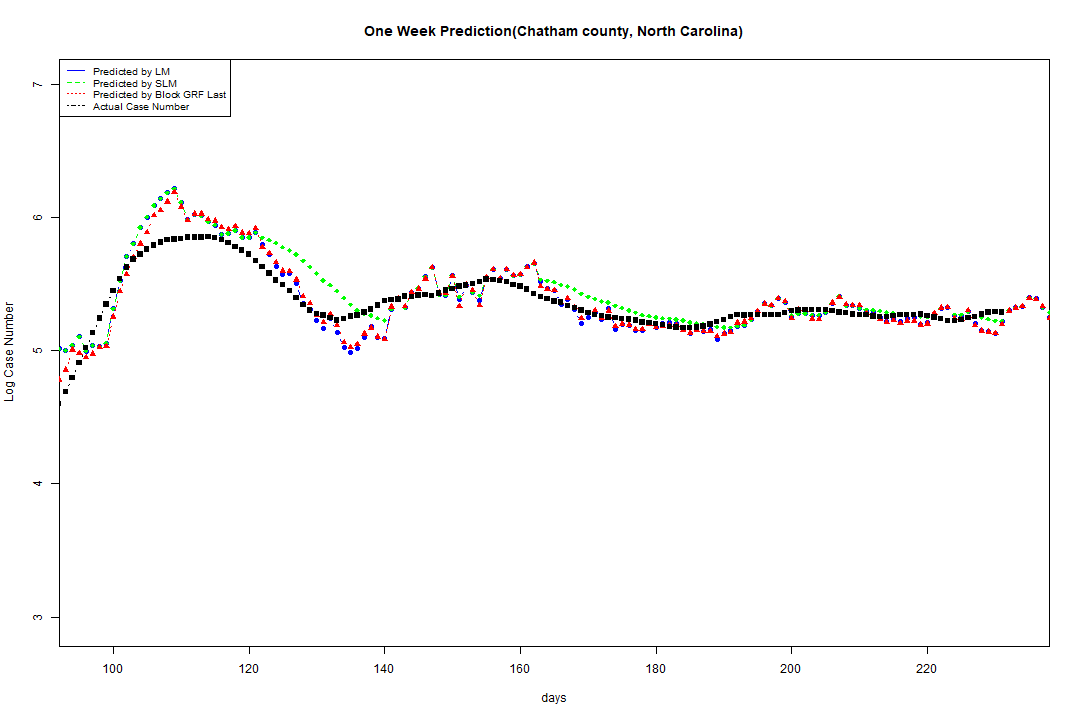 One Week Prediction(Chatham county, North Carolina)
Predicted by LM
Predicted by SLM
Predicted by Block GRF Last
Actual Case Number
7
6
5
4
3
Log Case Number
100 120 140 160 180 200 220
days